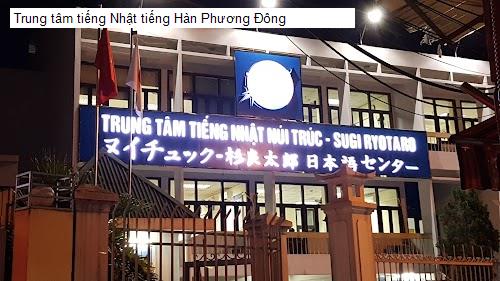 Trung tâm tiếng Nhật tiếng Hàn Phương Đông
TRUNG TÂM TIẾNG NHẬT NÚI TRÚC - SUGI RYOTARO
ヌイチュック-杉良太郎 日本語センター